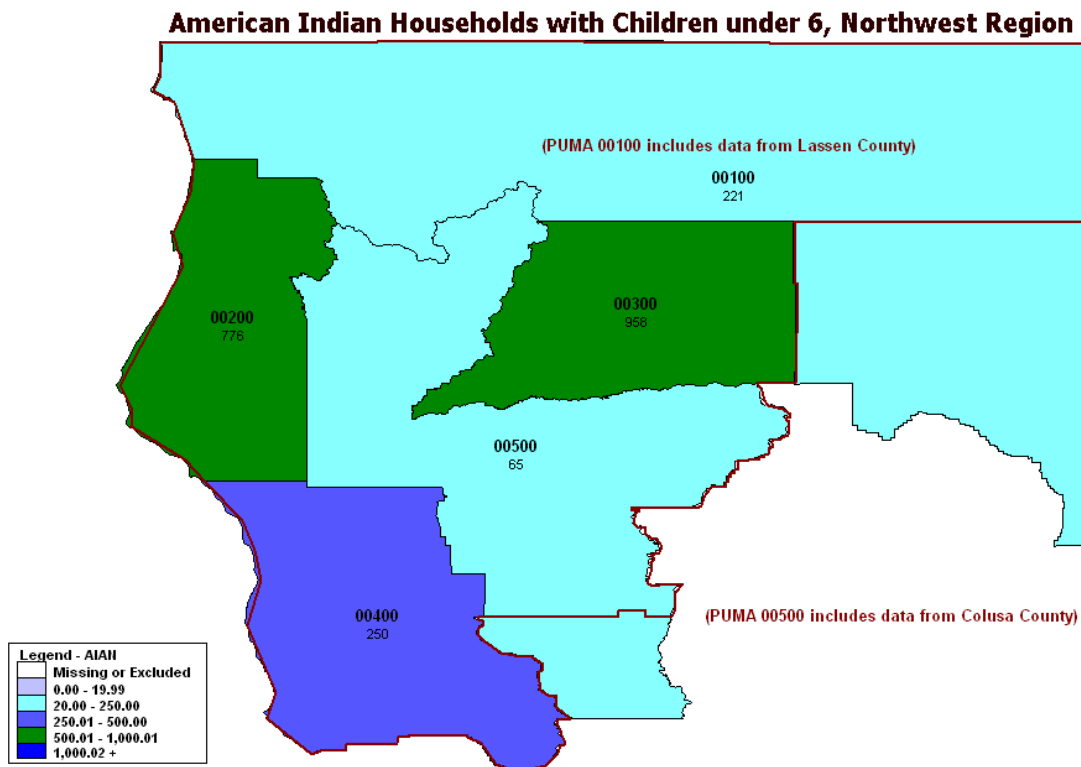 American Indian Households with Children under 6, Northwest Region
(PUMA 00100 includes data from Lassen County)
00100
221
00300
958
00200
776
00500
65
00400
250
(PUMA 00500 includes data from Colusa County)
Legend - AIAN
Missing or Excluded
0.00 - 19.99
20.00 - 250.00
250.01 - 500.00
500.01 - 1,000.01
1,000.02 +